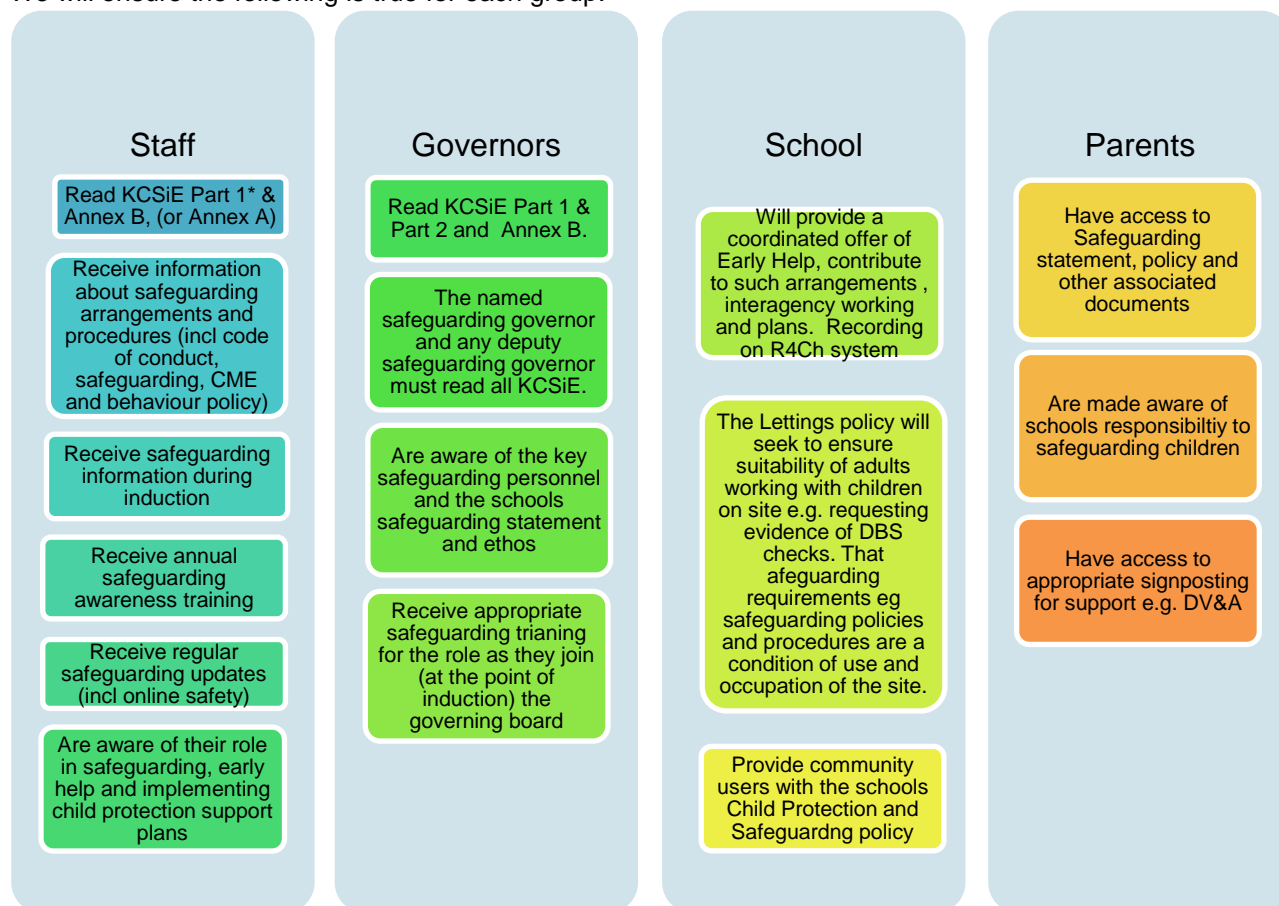 We will ensure the following is true for each group:
Staff
Read KCSiE Part 1* &
Annex B, (or Annex A)
Receive information
about safeguarding
arrangements and
procedures (incl code
of conduct,
safeguarding, CME
and behaviour policy)
Receive safeguarding
information during
induction
Receive annual
safeguarding
awareness training
Receive regular
safeguarding updates
(incl online safety)
Are aware of their role
in safeguarding, early
help and implementing
child protection support
plans
Governors
Read KCSiE Part 1 &
Part 2 and Annex B.
The named
safeguarding governor
and any deputy
safeguarding governor
must read all KCSiE.
Are aware of the key
safeguarding personnel
and the schools
safeguarding statement
and ethos
Receive appropriate
safeguarding trianing
for the role as they join
(at the point of
induction) the
governing board
School
Will provide a
coordinated offer of
Early Help, contribute
to such arrangements ,
interagency working
and plans. Recording
on R4Ch system
The Lettings policy will
seek to ensure
suitability of adults
working with children
on site e.g. requesting
evidence of DBS
checks. That
afeguarding
requirements eg
safeguarding policies
and procedures are a
condition of use and
occupation of the site.
Provide community
users with the schools
Child Protection and
Safeguardng policy
Parents
Have access to
Safeguarding
statement, policy and
other associated
documents
Are made aware of
schools responsibiltiy to
safeguarding children
Have access to
appropriate signposting
for support e.g. DV&A